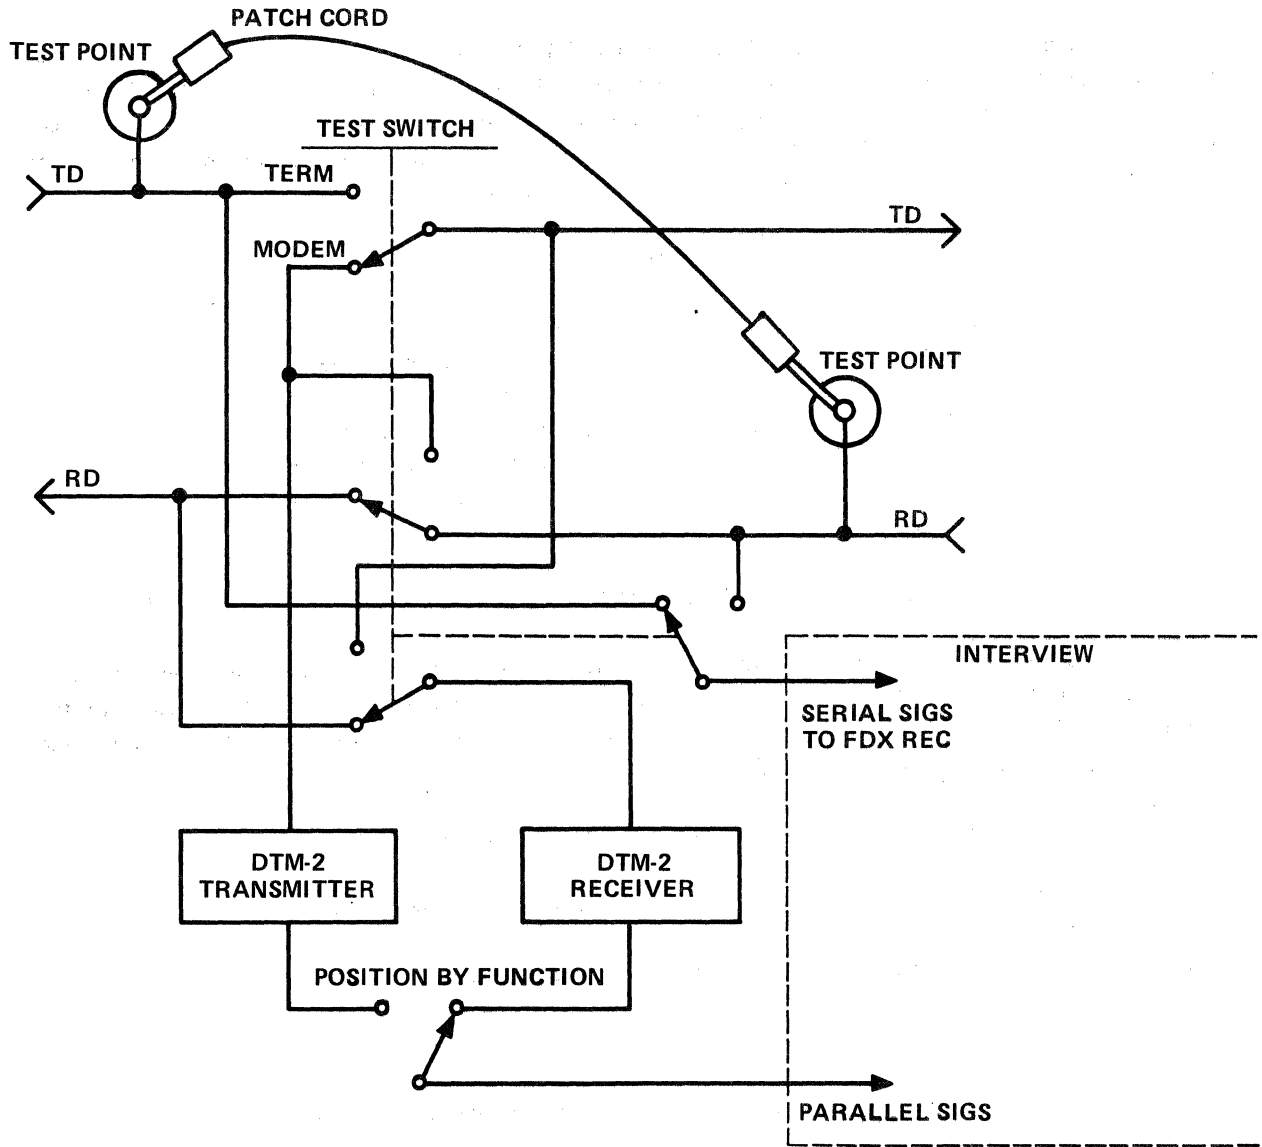 PATCH CORD
TEST POINT
TEST SWITCH
TD
TERM
TD
MODEM
TEST POINT
RD
RD
INTERVIEW
SERIAL SIGS
TO FDX REC
DTM-2
TRANSMITTER
DTM-2
RECEIVER
POSITION BY FUNCTION
PARALLEL SIGS